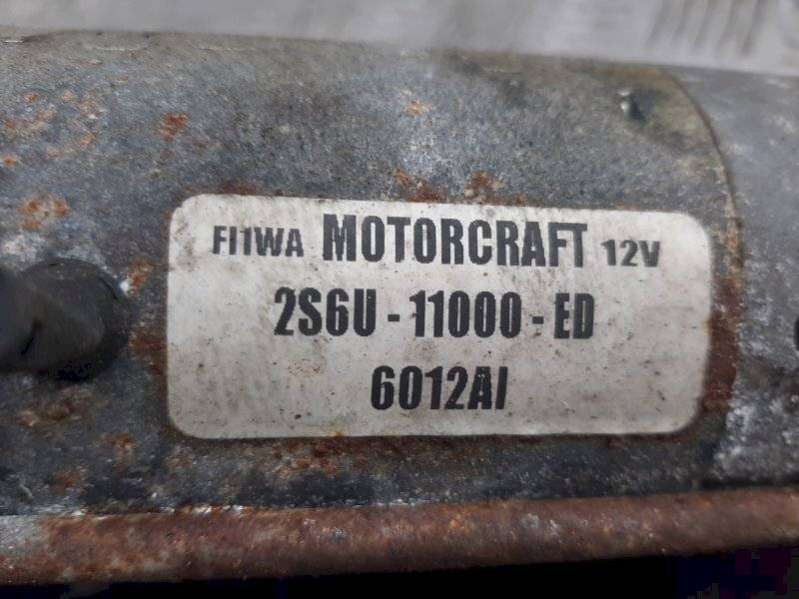 FI1WA MOTORCRAFT 12V
2S6U - 11000 - ED
6012AI